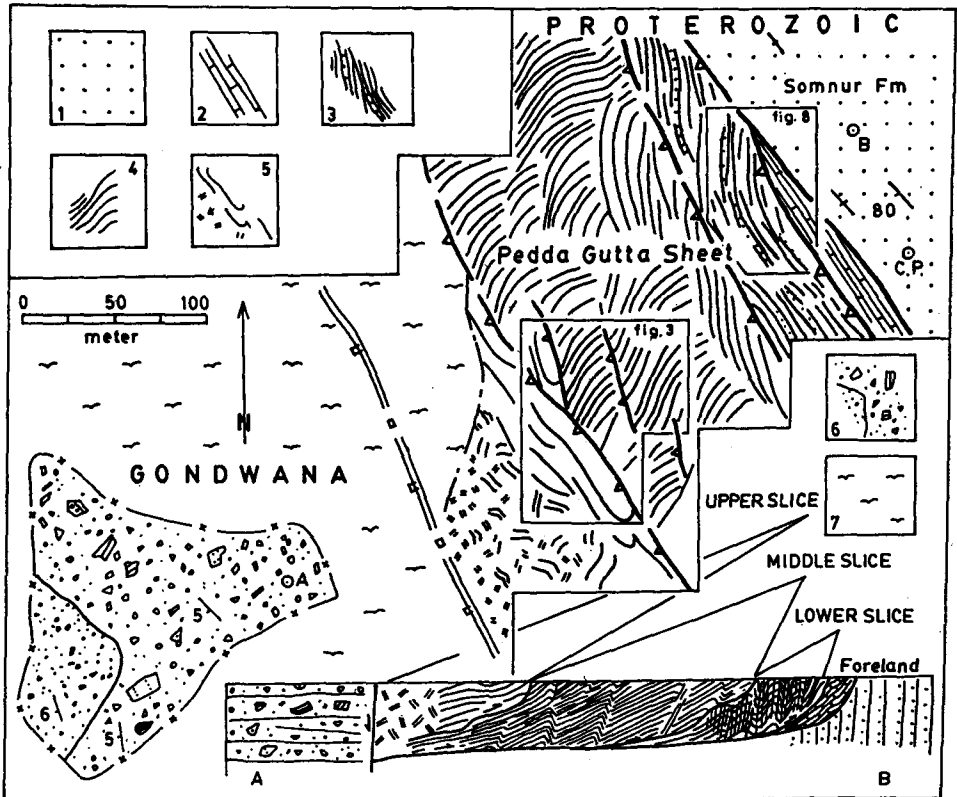 PROTEROZOIC
1
2
3
Somnur Fm
fig. 8
B
4
5
80
Pedda Gutta Sheet
C.P.
0 50 100
meter
fig. 3
N
6
GONDWANA
UPPER SLICE
7
MIDDLE SLICE
A
5
LOWER SLICE
Foreland
6
5
A
B